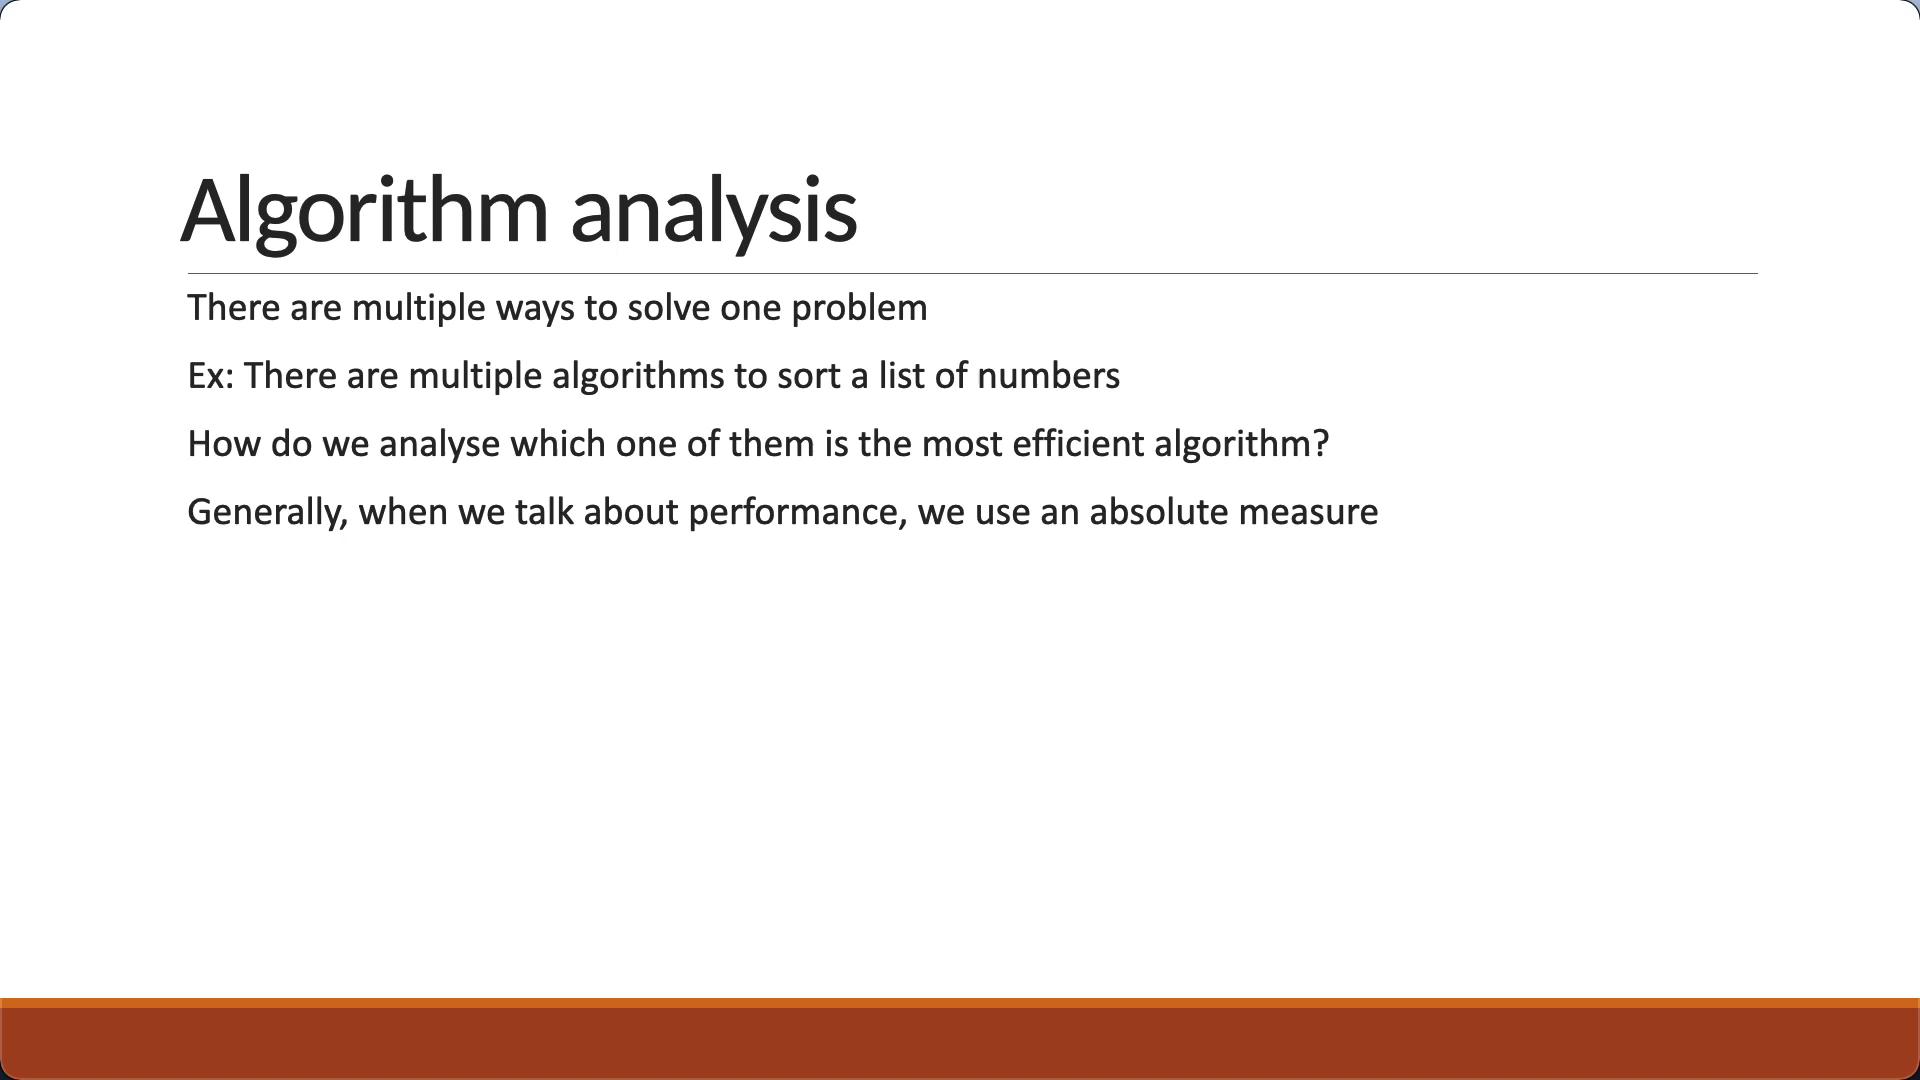 Algorithm analysis
There are multiple ways to solve one problem
Ex: There are multiple algorithms to sort a list of numbers
How do we analyse which one of them is the most efficient algorithm?
Generally, when we talk about performance, we use an absolute measure